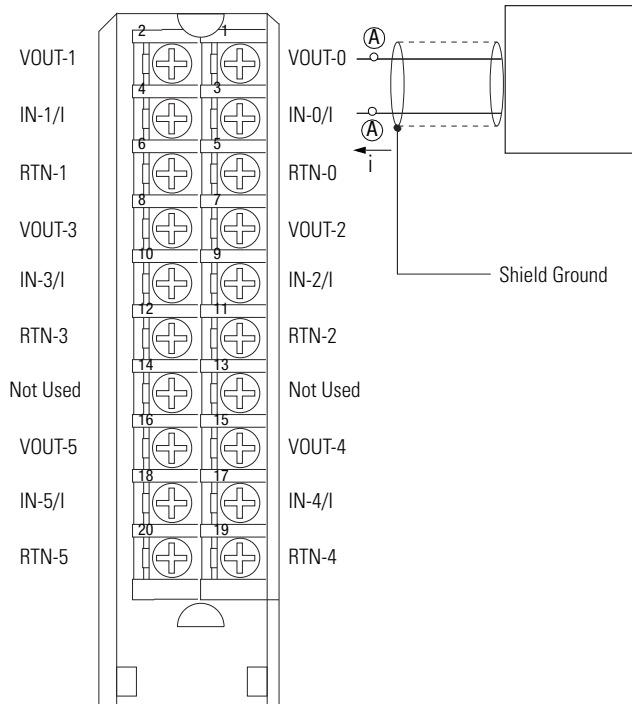 2 1
VOUT-1 VOUT-0 A
4 3
IN-1/I IN-0/I A
6 5 i
RTN-1 RTN-0
8 7
VOUT-3 VOUT-2
10 9
IN-3/I IN-2/I Shield Ground
12 11
RTN-3 RTN-2
14 13
Not Used Not Used
16 15
VOUT-5 VOUT-4
18 17
IN-5/I IN-4/I
20 19
RTN-5 RTN-4